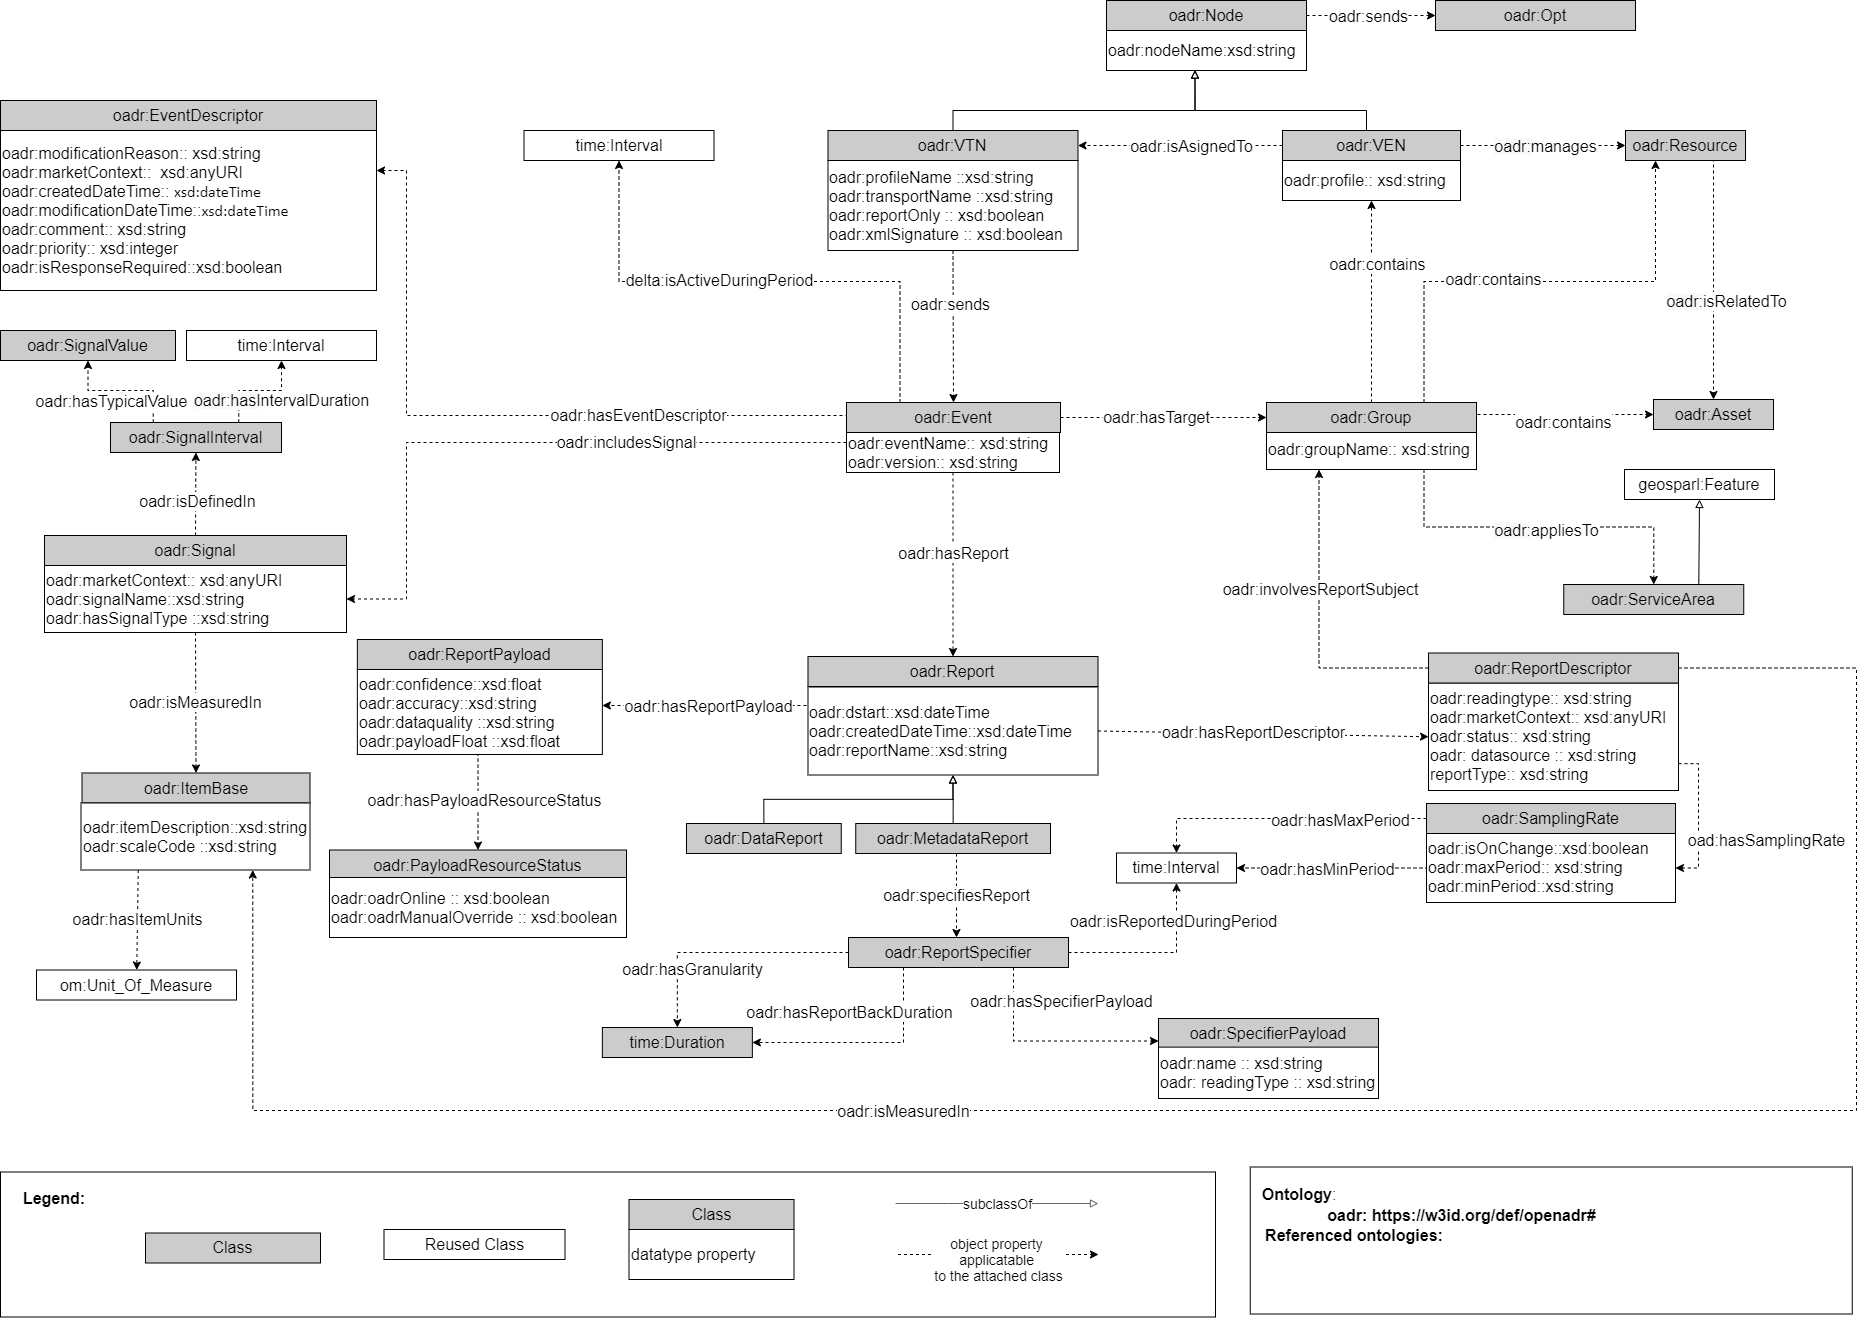 oadr:Node
oadr:nodeName:xsd:string
oadr:sends
oadr:Opt
oadr:EventDescriptor
oadr:modificationReason:: xsd:string
oadr:marketContext::  xsd:anyURI
oadr:createdDateTime:: xsd:dateTime
oadr:modificationDateTime::xsd:dateTime
oadr:comment:: xsd:string
oadr:priority:: xsd:integer
oadr:isResponseRequired::xsd:boolean
time:Interval
oadr:VTN
oadr:profileName ::xsd:string
oadr:transportName ::xsd:string
oadr:reportOnly :: xsd:boolean
oadr:xmlSignature :: xsd:boolean
oadr:isAsignedTo
oadr:VEN
oadr:profile:: xsd:string
oadr:manages
oadr:Resource
delta:isActiveDuringPeriod
oadr:sends
oadr:contains
oadr:contains
oadr:isRelatedTo
oadr:SignalValue
time:Interval
oadr:hasTypicalValue
oadr:hasIntervalDuration
oadr:SignalInterval
oadr:hasEventDescriptor
oadr:includesSignal
oadr:Event
oadr:eventName:: xsd:string
oadr:version:: xsd:string
oadr:hasTarget
oadr:Group
oadr:groupName:: xsd:string
oadr:contains
oadr:Asset
geosparl:Feature
oadr:isDefinedIn
oadr:appliesTo
oadr:hasReport
oadr:Signal
oadr:marketContext:: xsd:anyURI
oadr:signalName::xsd:string
oadr:hasSignalType ::xsd:string
oadr:involvesReportSubject
oadr:ServiceArea
oadr:isMeasuredIn
oadr:ReportPayload
oadr:confidence::xsd:float
oadr:accuracy::xsd:string
oadr:dataquality ::xsd:string
oadr:payloadFloat ::xsd:float
oadr:hasReportPayload
oadr:Report
oadr:dstart::xsd:dateTime
oadr:createdDateTime::xsd:dateTime
oadr:reportName::xsd:string
oadr:hasReportDescriptor
oadr:ReportDescriptor
oadr:readingtype:: xsd:string
oadr:marketContext:: xsd:anyURI
oadr:status:: xsd:string
oadr: datasource :: xsd:string
reportType:: xsd:string
oadr:ItemBase
oadr:itemDescription::xsd:string
oadr:scaleCode ::xsd:string
oadr:hasPayloadResourceStatus
oadr:DataReport
oadr:MetadataReport
oadr:hasMaxPeriod
oadr:SamplingRate
oadr:isOnChange::xsd:boolean
oadr:maxPeriod:: xsd:string
oadr:minPeriod::xsd:string
oadr:hasSamplingRate
time:Interval
oadr:hasMinPeriod
oadr:PayloadResourceStatus
oadr:oadrOnline :: xsd:boolean
oadr:oadrManualOverride :: xsd:boolean
oadr:specifiesReport
oadr:hasItemUnits
oadr:isReportedDuringPeriod
oadr:ReportSpecifier
oadr:hasGranularity
om:Unit_Of_Measure
oadr:hasReportBackDuration
oadr:hasSpecifierPayload
time:Duration
oadr:SpecifierPayload
oadr:name :: xsd:string
oadr: readingType :: xsd:string
oadr:isMeasuredIn
Legend:
Class
Reused Class
Class
datatype property
subclassOf
object property
applicatable
to the attached class
Ontology:
oadr: https://w3id.org/def/openadr#
Referenced ontologies: